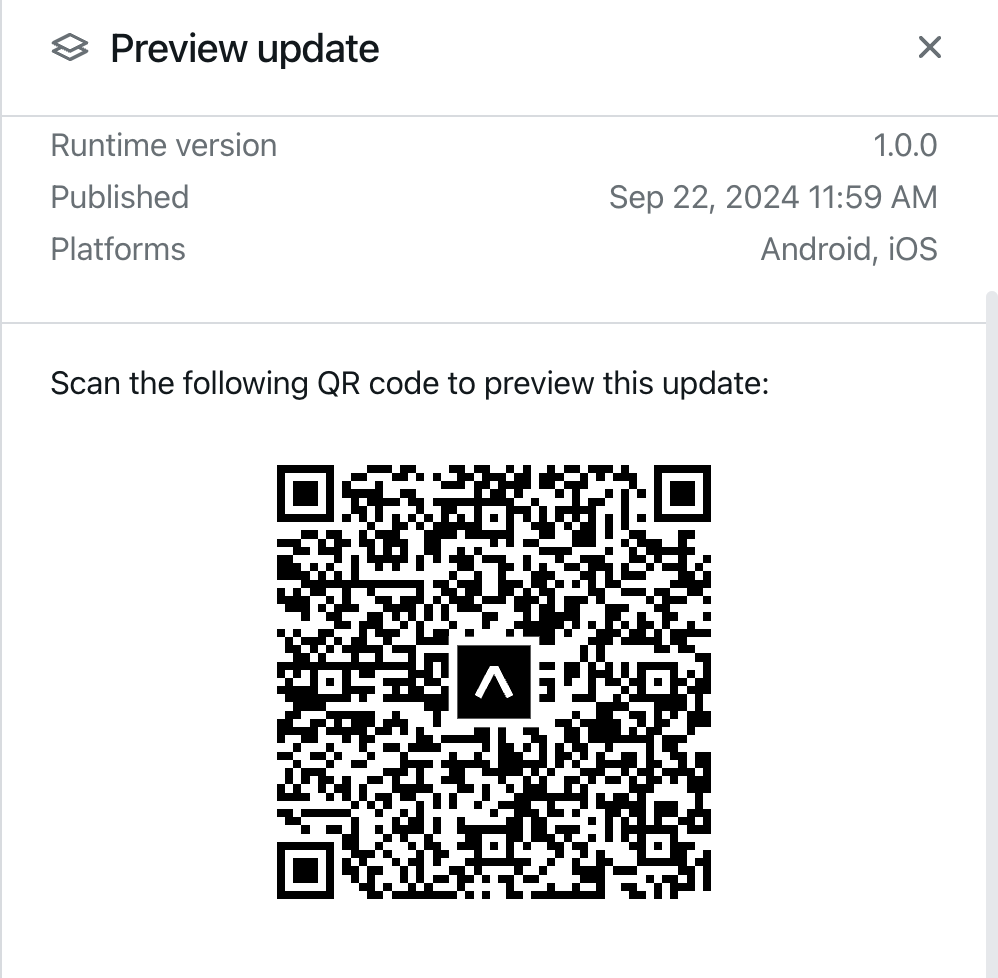 Preview update
Runtime version 1.0.0
Published Sep 22, 2024 11:59 AM
Platforms Android, iOS
Scan the following QR code to preview this update: